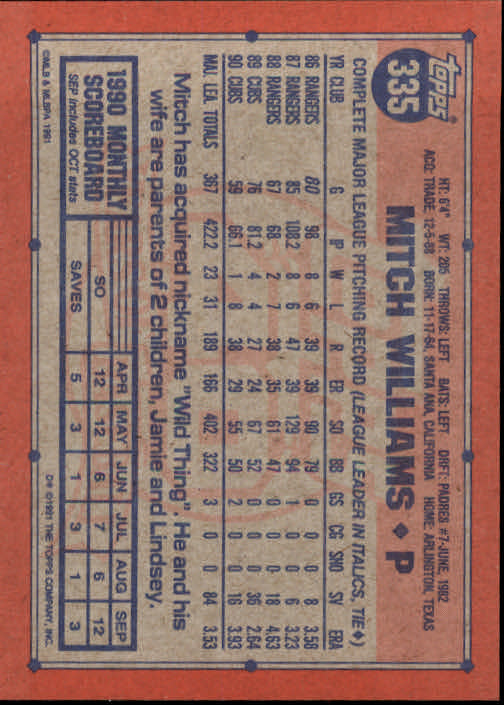 topps
335
MITCH WILLIAMS ♦ P
HT: 6'4" WT: 205 THROWS: LEFT BATS: LEFT DRFT: PADRES #7-JUNE, 1982
ACQ: TRADE, 12-5-88 BORN: 11-17-64, SANTA ANA, CALIFORNIA HOME: ARLINGTON, TEXAS
COMPLETE MAJOR LEAGUE PITCHING RECORD (LEAGUE LEADER IN ITALICS, TIE♦)
YR CLUB G IP W L R ER SO BB GS CG SHO SV ERA
86 RANGERS 80 98 8 6 39 39 90 79 0 0 0 8 3.58
87 RANGERS 85 108.2 8 6 47 39 129 94 1 0 0 6 3.23
88 RANGERS 67 68 2 7 38 35 61 47 0 0 0 18 4.63
89 CUBS 76 81.2 4 4 27 24 67 52 0 0 0 36 2.64
90 CUBS 59 66.1 1 8 38 29 55 50 2 0 0 16 3.93
MAJ. LEA. TOTALS 367 422.2 23 31 189 166 402 322 3 0 0 84 3.53
Mitch has acquired nickname "Wild Thing". He and his
wife are parents of 2 children, Jamie and Lindsey.
1990 MONTHLY
SCOREBOARD
SEP includes OCT stats
APR MAY JUN JUL AUG SEP
SO 12 12 6 7 6 12
SAVES 5 3 1 3 1 3
©MLB & MLBPA 1991
D* ©1991 THE TOPPS COMPANY, INC.